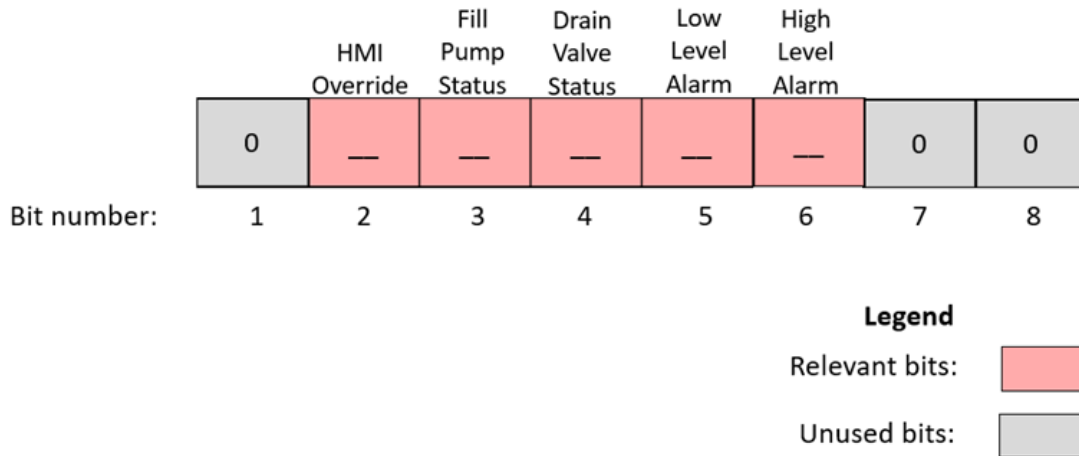 HMI
Override
Fill
Pump
Status
Drain
Valve
Status
Low
Level
Alarm
High
Level
Alarm
0 __ __ __ __ __ 0 0
Bit number: 1 2 3 4 5 6 7 8
Legend
Relevant bits:
Unused bits: